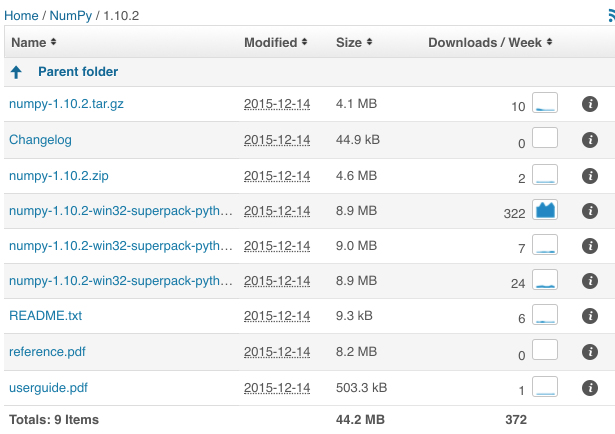 Home / NumPy / 1.10.2
Name Modified Size Downloads / Week
Parent folder
numpy-1.10.2.tar.gz 2015-12-14 4.1 MB 10
Changelog 2015-12-14 44.9 kB 0
numpy-1.10.2.zip 2015-12-14 4.6 MB 2
numpy-1.10.2-win32-superpack-pyth… 2015-12-14 8.9 MB 322
numpy-1.10.2-win32-superpack-pyth… 2015-12-14 9.0 MB 7
numpy-1.10.2-win32-superpack-pyth… 2015-12-14 8.9 MB 24
README.txt 2015-12-14 9.3 kB 6
reference.pdf 2015-12-14 8.2 MB 0
userguide.pdf 2015-12-14 503.3 kB 1
Totals: 9 Items 44.2 MB 372